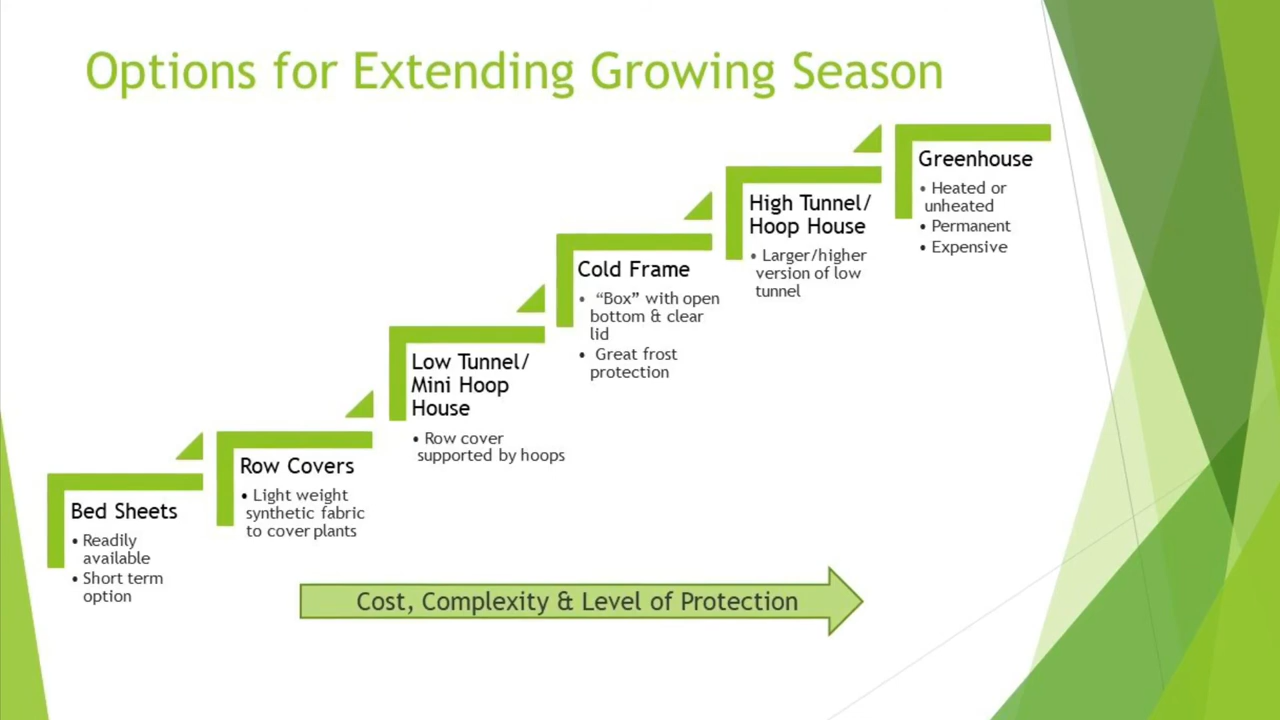 Options for Extending Growing Season
Bed Sheets
• Readily
available
• Short term
option
Row Covers
• Light weight
synthetic fabric
to cover plants
Low Tunnel/
Mini Hoop
House
• Row cover
supported by hoops
Cold Frame
• “Box” with open
bottom & clear
lid
• Great frost
protection
High Tunnel/
Hoop House
• Larger/higher
version of low
tunnel
Greenhouse
• Heated or
unheated
• Permanent
• Expensive
Cost, Complexity & Level of Protection